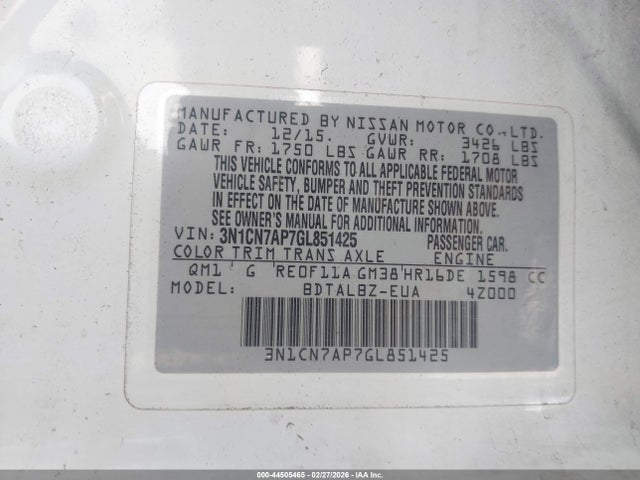 MANUFACTURED BY NISSAN MOTOR CO.,LTD.
DATE: 12/15. GVWR: 3426 LBS
GAWR FR: 1750 LBS GAWR RR: 1708 LBS
THIS VEHICLE CONFORMS TO ALL APPLICABLE FEDERAL MOTOR
VEHICLE SAFETY, BUMPER AND THEFT PREVENTION STANDARDS
IN EFFECT ON THE DATE OF MANUFACTURE SHOWN ABOVE.
SEE OWNER'S MANUAL FOR ADDITIONAL INFORMATION.
VIN: 3N1CN7AP7GL851425 PASSENGER CAR.
COLOR TRIM TRANS AXLE ENGINE
QM1 G RE0F11A GM38 HR16DE 1598 CC
MODEL: BDTALBZ-EUA 4Z000
3N1CN7AP7GL851425
000-44505465 | 02/27/2026 - COPYRIGHT © IAA, LLC